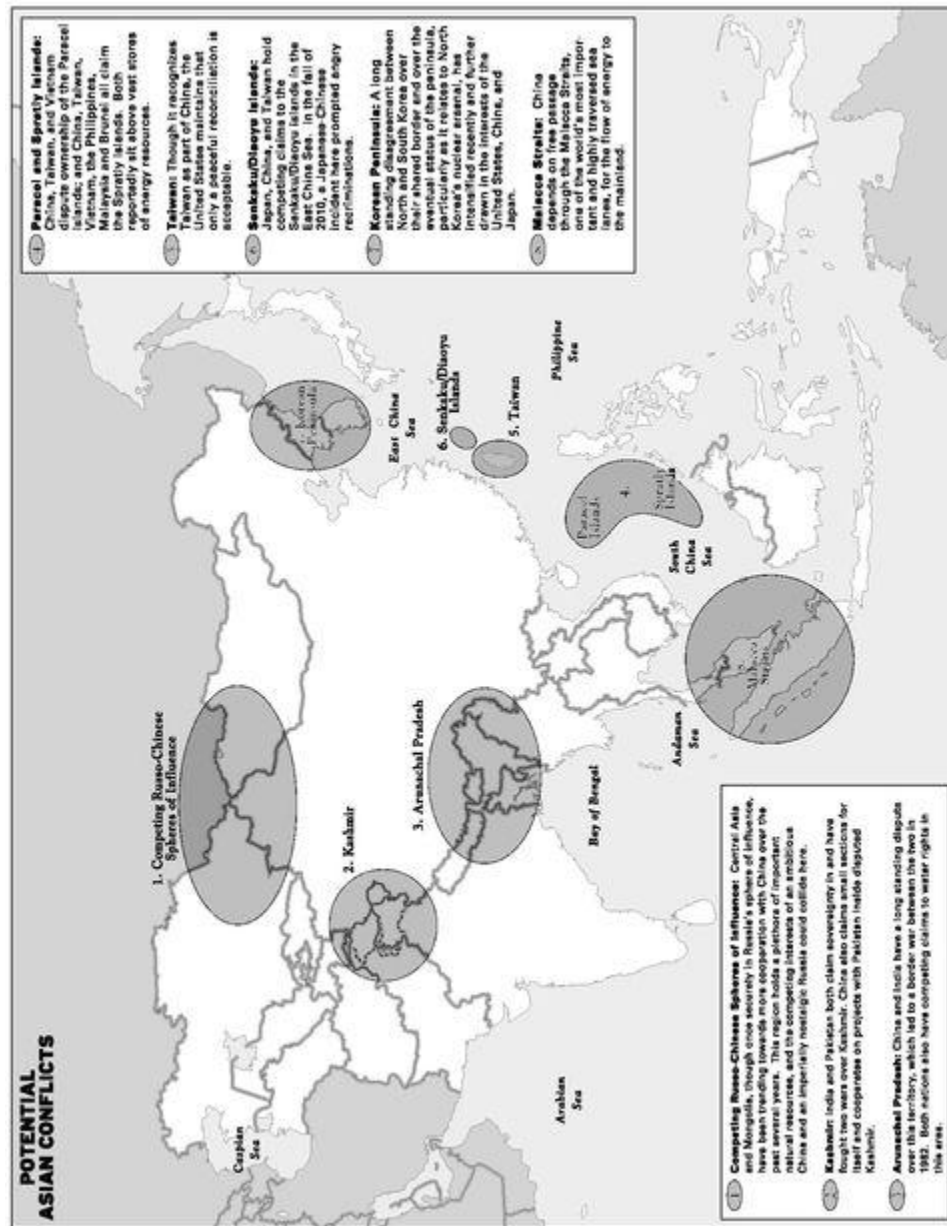 POTENTIAL
ASIAN CONFLICTS
Caspian
Sea
1. Competing Russo-Chinese
Spheres of Influence
2. Kashmir
3. Arunachal Pradesh
Arabian
Sea
Bay of Bengal
Andaman
Sea
8.
Malacca
Straits
South
China
Sea
Paracel
Islands
4.
Spratly
Islands
Philippine
Sea
5. Taiwan
6. Senkaku/Diaoyu
Islands
East China
Sea
7. Korean
Peninsula
1 Competing Russo-Chinese Spheres of Influence: Central Asia
and Mongolia, though once securely in Russia's sphere of influence,
have been trending towards more cooperation with China over the
past several years. This region holds a plethora of important
natural resources, and the competing interests of an ambitious
China and an imperially nostalgic Russia could collide here.
2 Kashmir: India and Pakistan both claim sovereignty in and have
fought two wars over Kashmir. China also claims small sections for
itself and cooperates on projects with Pakistan inside disputed
Kashmir.
3 Arunachal Pradesh: China and India have a long standing dispute
over this territory, which led to a border war between the two in
1962. Both nations also have competing claims to water rights in
this area.
4 Paracel and Spratly Islands:
China, Taiwan, and Vietnam
dispute ownership of the Paracel
Islands; and China, Taiwan,
Vietnam, the Philippines,
Malaysia and Brunei all claim
the Spratly Islands. Both
reportedly sit above vast stores
of energy resources.
5 Taiwan: Though it recognizes
Taiwan as part of China, the
United States maintains that
only a peaceful reconciliation is
acceptable.
6 Senkaku/Diaoyu Islands:
Japan, China, and Taiwan hold
competing claims to the
Senkaku/Diaoyu Islands in the
East China Sea. In the fall of
2010, a Japanese-Chinese
incident here prompted angry
recriminations.
7 Korean Peninsula: A long
standing disagreement between
North and South Korea over
their shared border and over the
eventual status of the peninsula,
particularly as it relates to North
Korea's nuclear arsenal, has
intensified recently and further
drawn in the interests of the
United States, China, and
Japan.
8 Malacca Straits: China
depends on free passage
through the Malacca Straits,
one of the world's most impor-
tant and highly traversed sea
lanes, for the flow of energy to
the mainland.